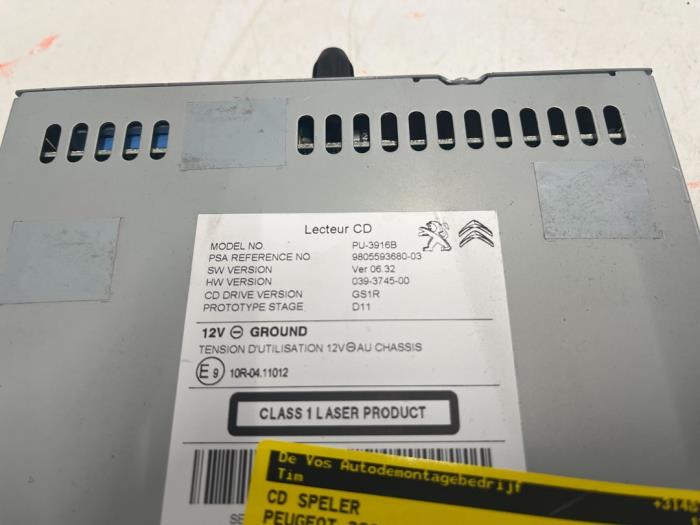 Lecteur CD
MODEL NO. PU-3916B
PSA REFERENCE NO 9805593680-03
SW VERSION Ver 06.32
HW VERSION 039-3745-00
CD DRIVE VERSION GS1R
PROTOTYPE STAGE D11
12V ⊖ GROUND
TENSION D'UTILISATION 12V⊖AU CHASSIS
E9 10R-04.11012
CLASS 1 LASER PRODUCT
De Vos Autodemontagebedrijf
Tim
CD SPELER
PEUGEOT